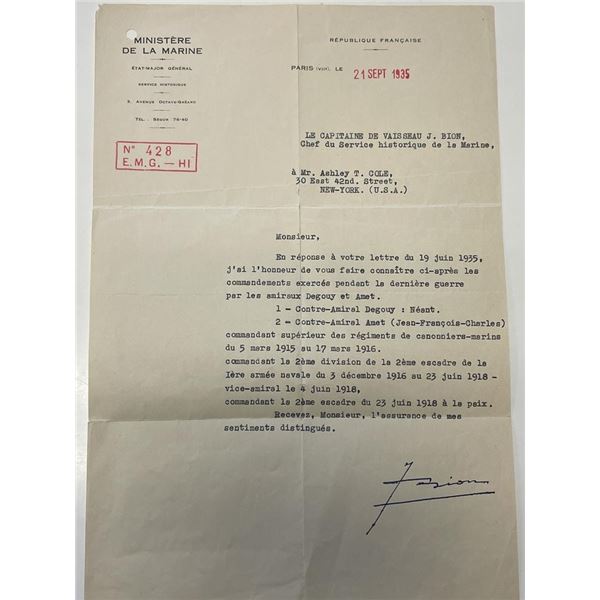 MINISTÈRE
DE LA MARINE
ÉTAT-MAJOR GÉNÉRAL
SERVICE HISTORIQUE
3, AVENUE OCTAVE-GRÉARD
TÉL. : SÉGUR 76-40
N° 428
E.M.G. — HI
RÉPUBLIQUE FRANÇAISE
PARIS (VIIe), LE 21 SEPT 1935
LE CAPITAINE DE VAISSEAU J. BION,
Chef du Service historique de la Marine,
à Mr. Ashley T. COLE,
30 East 42nd. Street,
NEW-YORK. (U.S.A.)
Monsieur,
En réponse à votre lettre du 19 juin 1935,
j'ai l'honneur de vous faire connaître ci-après les
commandements exercés pendant la dernière guerre
par les amiraux Degouy et Amet.
1 - Contre-Amiral Degouy : Néant.
2 - Contre-Amiral Amet (Jean-François-Charles)
commandant supérieur des régiments de canonniers-marins
du 5 mars 1915 au 17 mars 1916.
commandant la 2ème division de la 2ème escadre de la
Ière armée navale du 3 décembre 1916 au 23 juin 1918 -
vice-amiral le 4 juin 1918,
commandant la 2ème escadre du 23 juin 1918 à la paix.
Recevez, Monsieur, l'assurance de mes
sentiments distingués.
J Bion